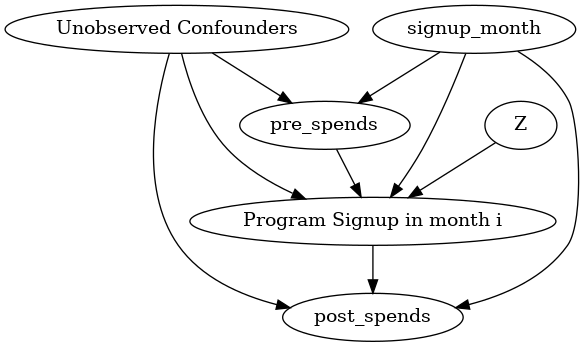 Unobserved Confounders
signup_month
pre_spends
Z
Program Signup in month i
post_spends